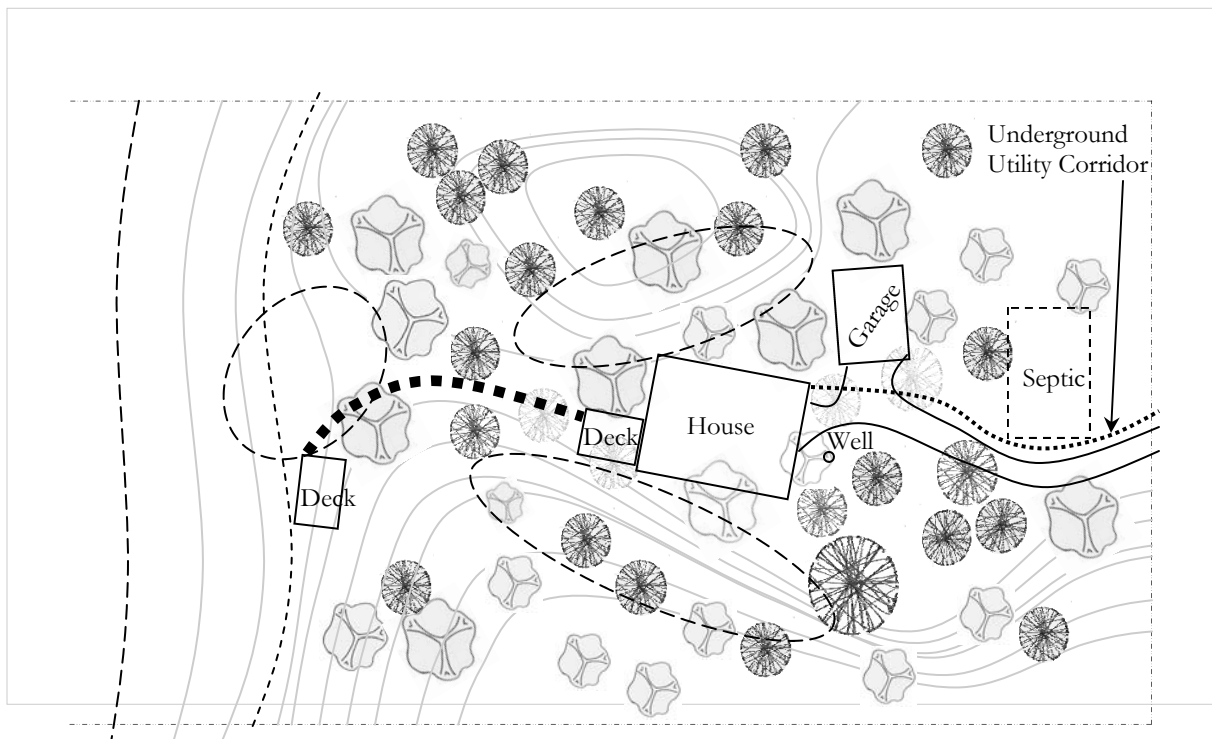 Underground
Utility Corridor
Garage
Septic
House
Deck
Well
Deck